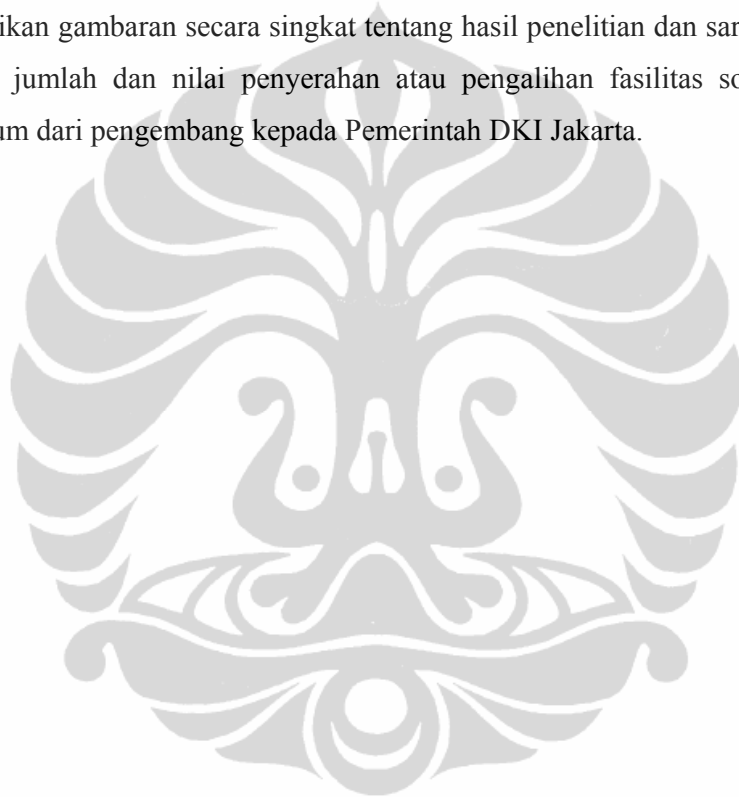 ikan gambaran secara singkat tentang hasil penelitian dan sar
jumlah dan nilai penyerahan atau pengalihan fasilitas so
um dari pengembang kepada Pemerintah DKI Jakarta.